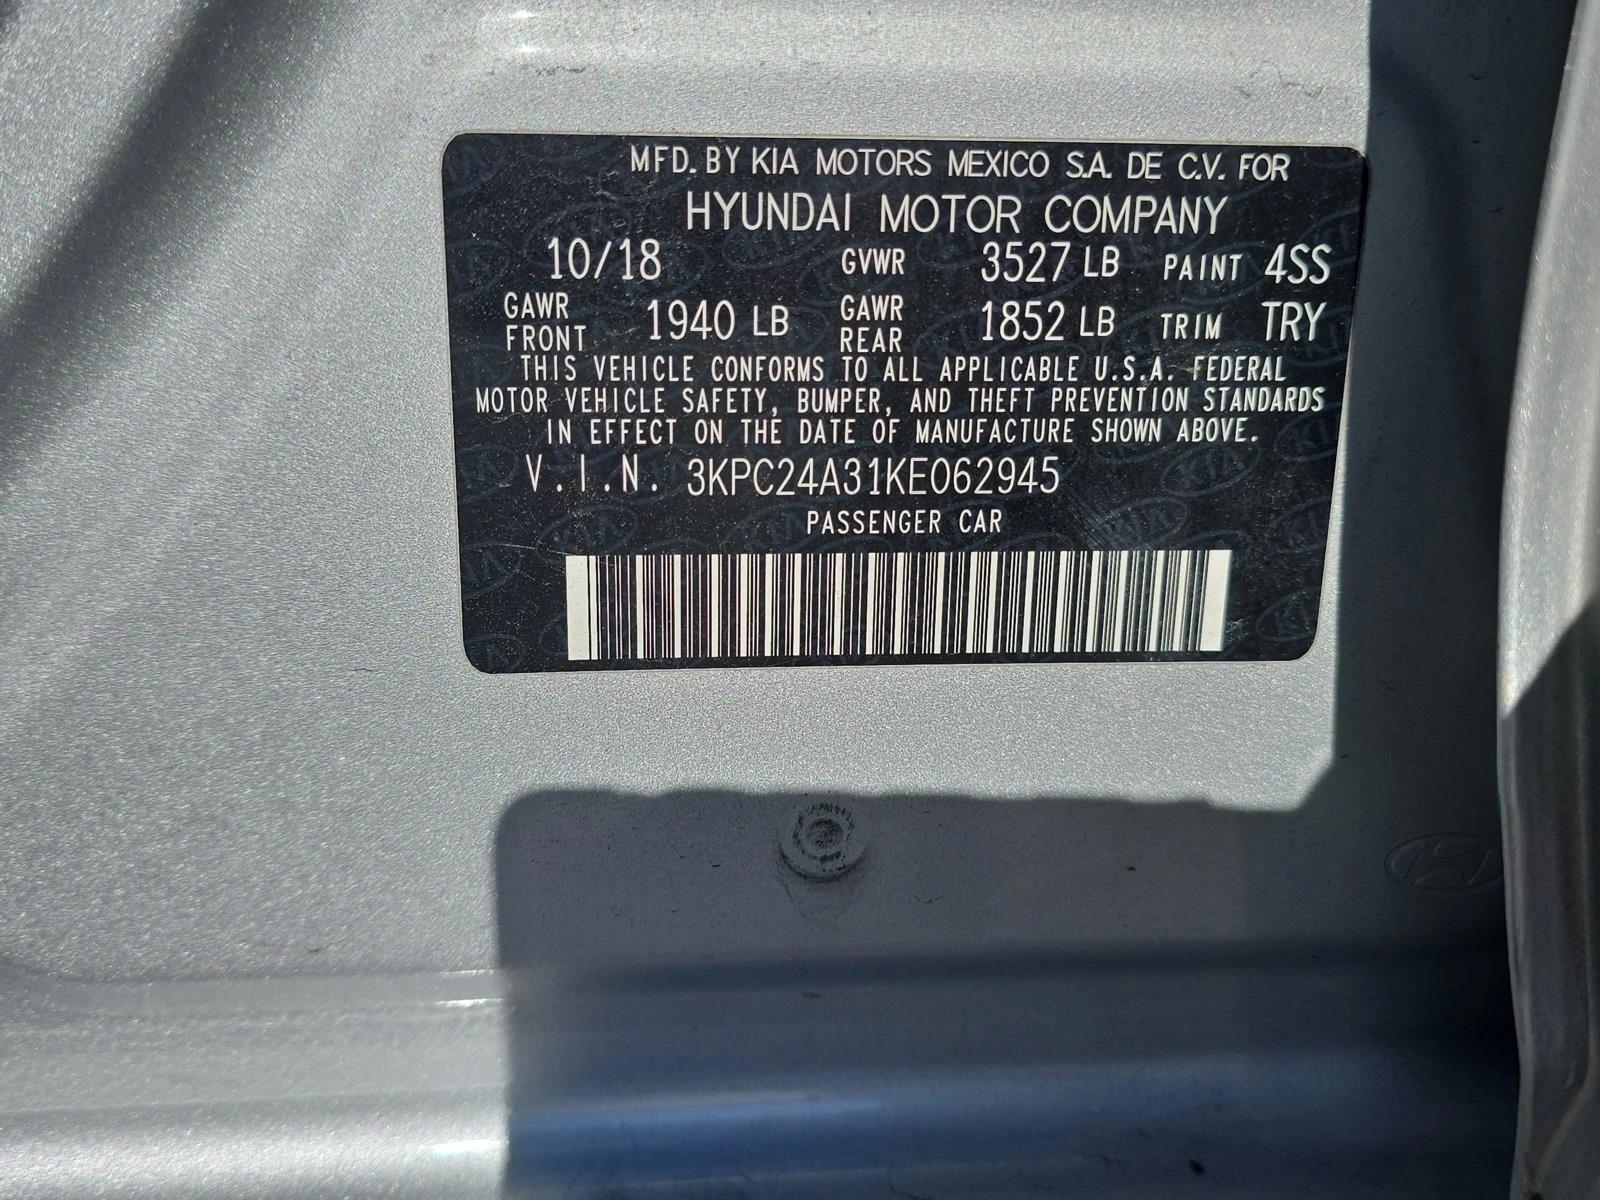 MFD. BY KIA MOTORS MEXICO S.A. DE C.V. FOR
HYUNDAI MOTOR COMPANY
10/18 GVWR 3527 LB PAINT 4SS
GAWR FRONT 1940 LB GAWR REAR 1852 LB TRIM TRY
THIS VEHICLE CONFORMS TO ALL APPLICABLE U.S.A. FEDERAL
MOTOR VEHICLE SAFETY, BUMPER, AND THEFT PREVENTION STANDARDS
IN EFFECT ON THE DATE OF MANUFACTURE SHOWN ABOVE.
V.I.N. 3KPC24A31KE062945
PASSENGER CAR